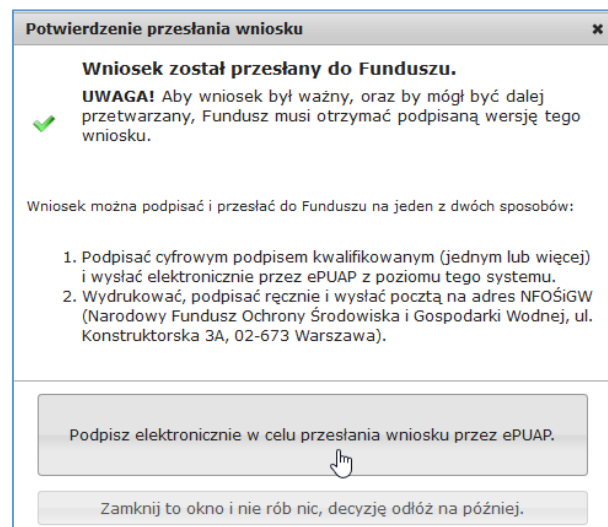 Potwierdzenie przesłania wniosku
Wniosek został przesłany do Funduszu.
UWAGA! Aby wniosek był ważny, oraz by mógł być dalej
przetwarzany, Fundusz musi otrzymać podpisaną wersję tego
wniosku.
Wniosek można podpisać i przesłać do Funduszu na jeden z dwóch sposobów:
1. Podpisać cyfrowym podpisem kwalifikowanym (jednym lub więcej)
i wysłać elektronicznie przez ePUAP z poziomu tego systemu.
2. Wydrukować, podpisać ręcznie i wysłać pocztą na adres NFOŚiGW
(Narodowy Fundusz Ochrony Środowiska i Gospodarki Wodnej, ul.
Konstruktorska 3A, 02-673 Warszawa).
Podpisz elektronicznie w celu przesłania wniosku przez ePUAP.
Zamknij to okno i nie rób nic, decyzję odłóż na później.